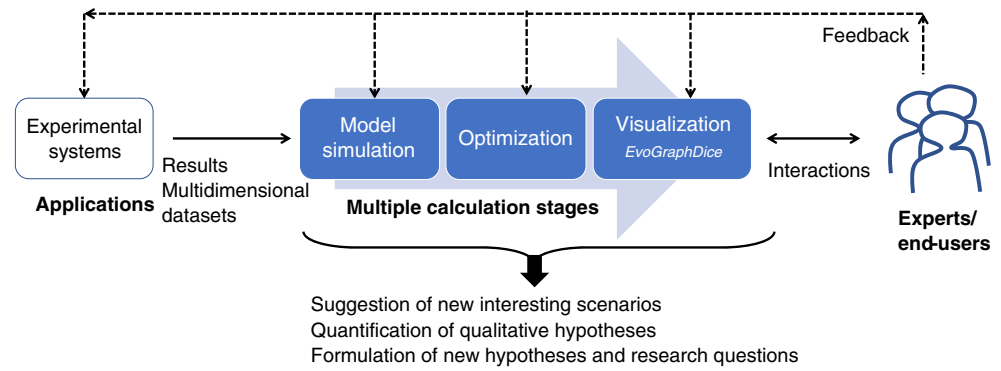 Feedback
Experimental
systems
Applications
Results
Multidimensional
datasets
Model
simulation
Optimization
Visualization
EvoGraphDice
Multiple calculation stages
Interactions
Experts/
end-users
Suggestion of new interesting scenarios
Quantification of qualitative hypotheses
Formulation of new hypotheses and research questions